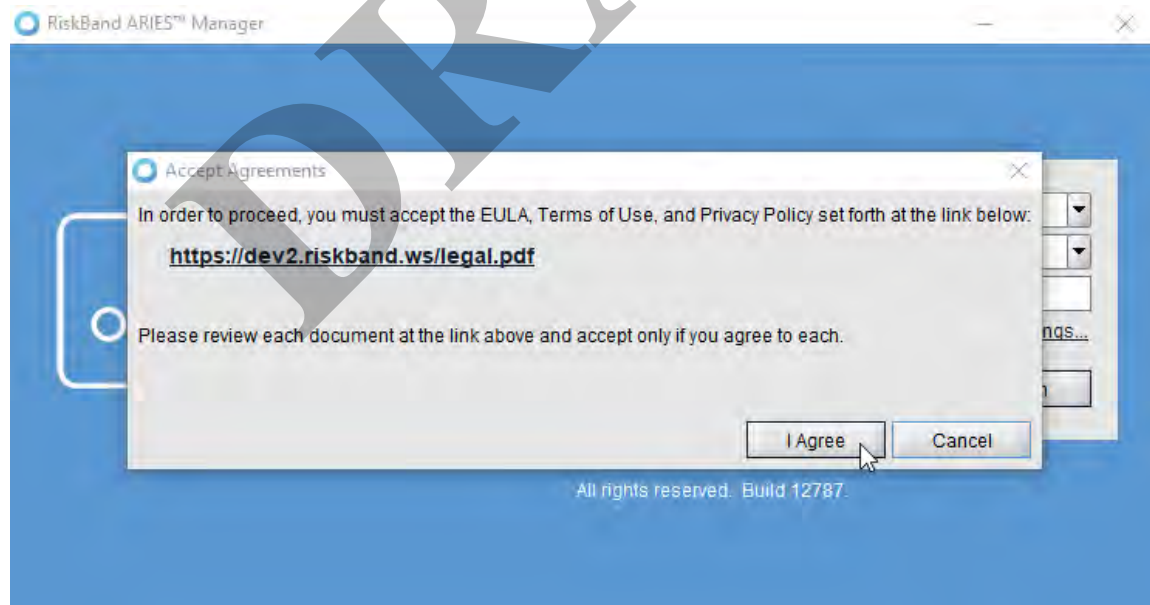 RiskBand ARIES™ Manager
Accept Agreements
In order to proceed, you must accept the EULA, Terms of Use, and Privacy Policy set forth at the link below:
https://dev2.riskband.ws/legal.pdf
Please review each document at the link above and accept only if you agree to each.
I Agree
Cancel
All rights reserved. Build 12787.